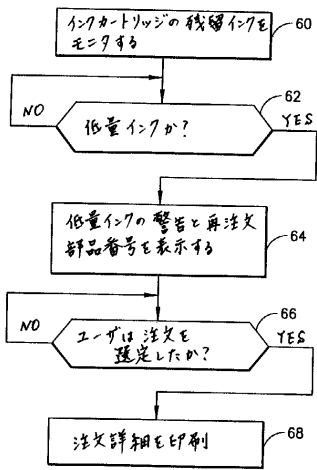 インクカートリッジの残留インクを
モニタする
60
62
低量インクか?
NO
YES
低量インクの警告と再注文
部品番号を表示する
64
66
ユーザは注文を
選定したか?
NO
YES
注文詳細を印刷
68